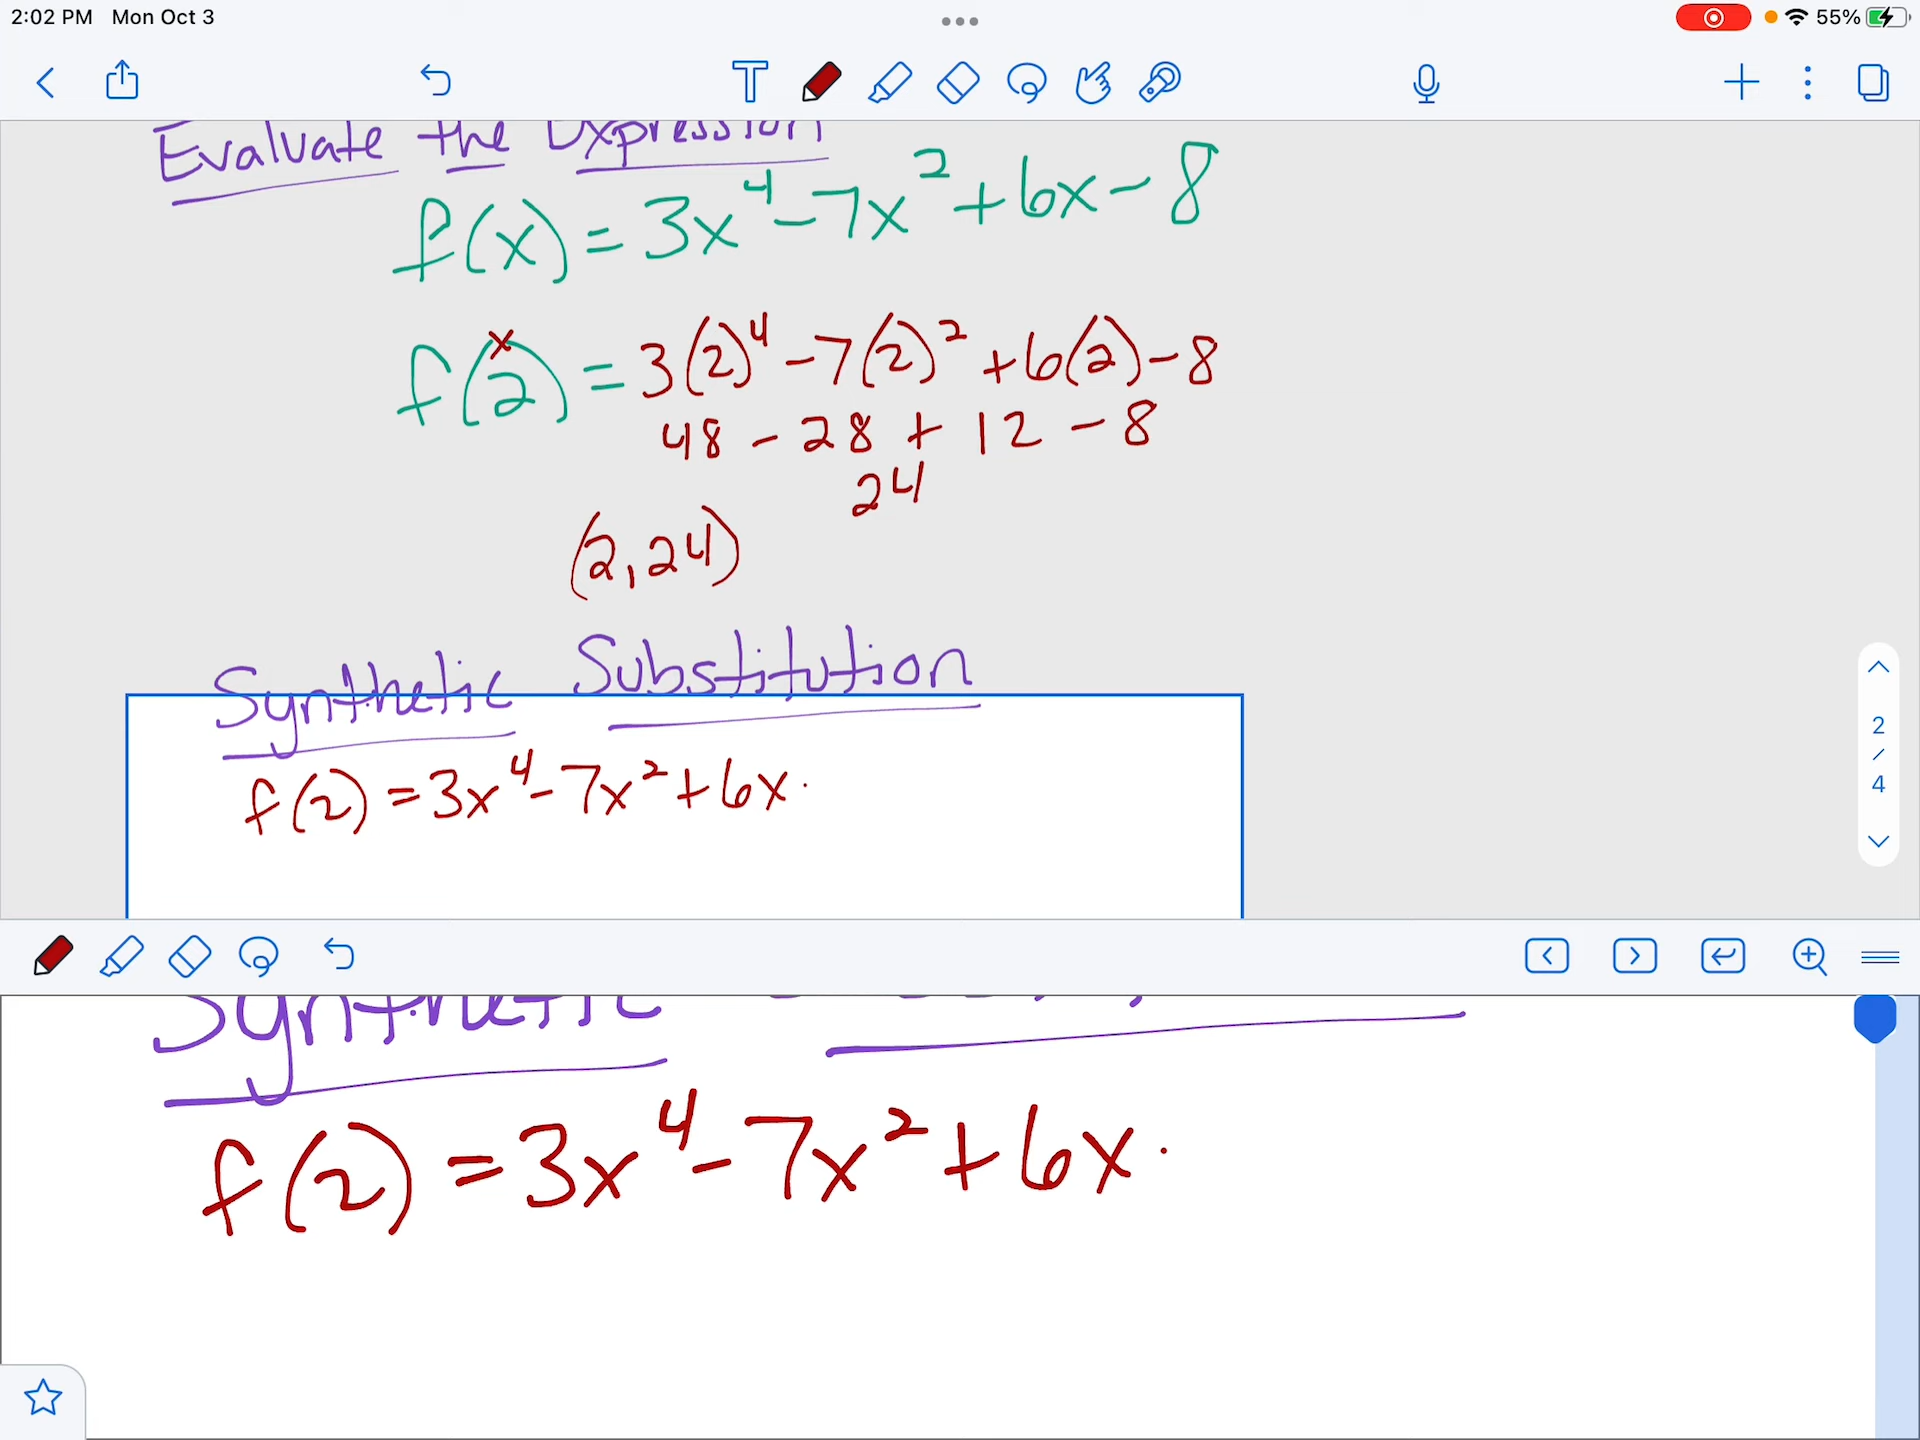 2:02 PM Mon Oct 3 55%
Evaluate the Expression
f(x) = 3x⁴ - 7x² + 6x - 8
x
f(2) = 3(2)⁴ - 7(2)² + 6(2) - 8
48 - 28 + 12 - 8
24
(2, 24)
Synthetic Substitution
f(2) = 3x⁴ - 7x² + 6x ·
2
/
4
Synthetic
f(2) = 3x⁴ - 7x² + 6x ·